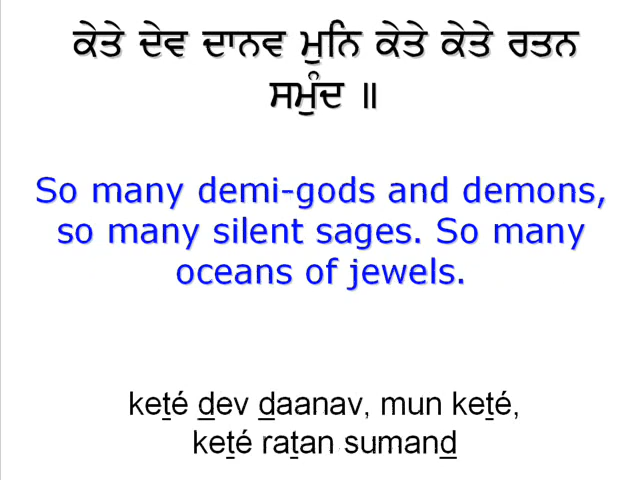 ਕੇਤੇ ਦੇਵ ਦਾਨਵ ਮੁਨਿ ਕੇਤੇ ਕੇਤੇ ਰਤਨ
ਸਮੁੰਦ ॥
So many demi-gods and demons,
so many silent sages. So many
oceans of jewels.
keṯé ḏev ḏaanav, mun keṯé,
keṯé raṯan sumanḏ